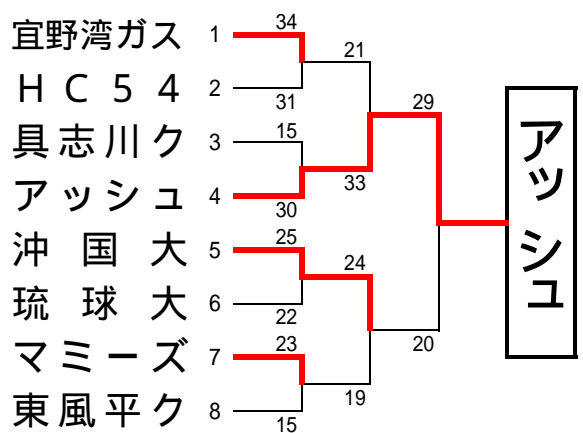 宜野湾ガス 1 34
21
HC54 2 31
29
具志川ク 3 15
33
アッシュ 4 30
アッシュ
沖国大 5 25
24
琉球大 6 22
20
マミーズ 7 23
19
東風平ク 8 15